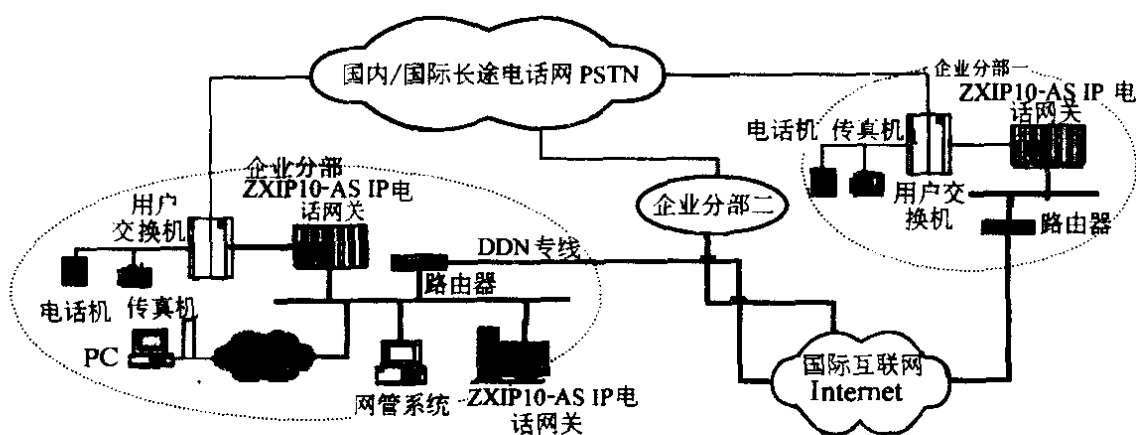 国内/国际长途电话网 PSTN
企业分部一
ZXIP10-AS IP 电
话网关
电话机
传真机
用户交
换机
路由器
企业分部
ZXIP10-AS IP电
话网关
用户
交换机
电话机
传真机
DDN 专线
路由器
企业分部二
PC
网管系统
ZXIP10-AS IP电
话网关
国际互联网
Internet